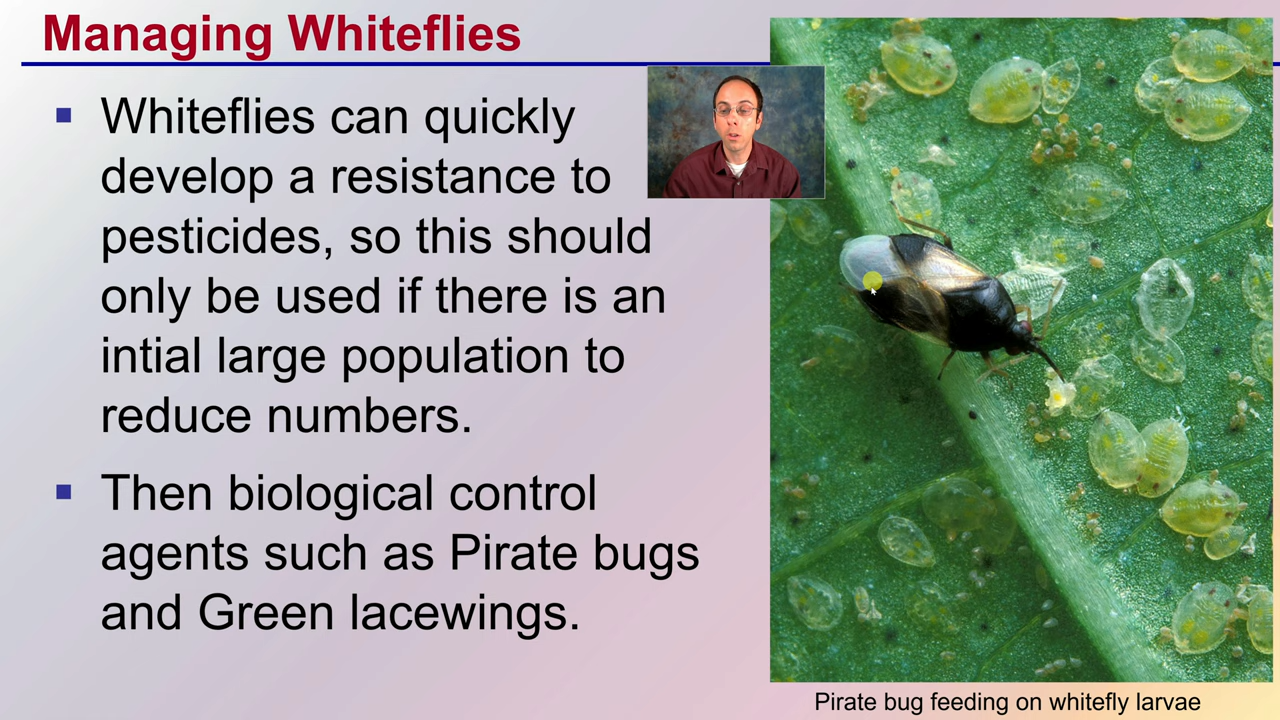 Managing Whiteflies
Whiteflies can quickly
develop a resistance to
pesticides, so this should
only be used if there is an
intial large population to
reduce numbers.
Then biological control
agents such as Pirate bugs
and Green lacewings.
Pirate bug feeding on whitefly larvae